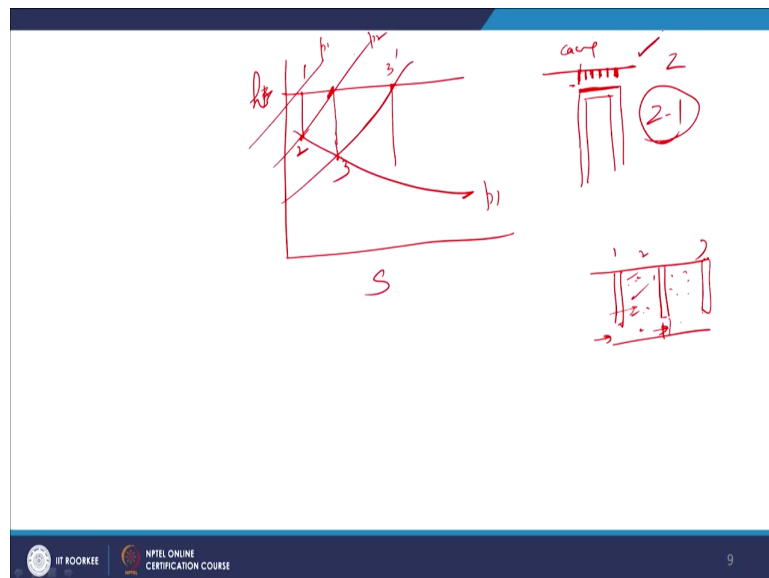 p1
p2
1
3'
h
2
3
p1
S
casing
2
2-1
1 2 3
IIT ROORKEE
NPTEL ONLINE
CERTIFICATION COURSE
9